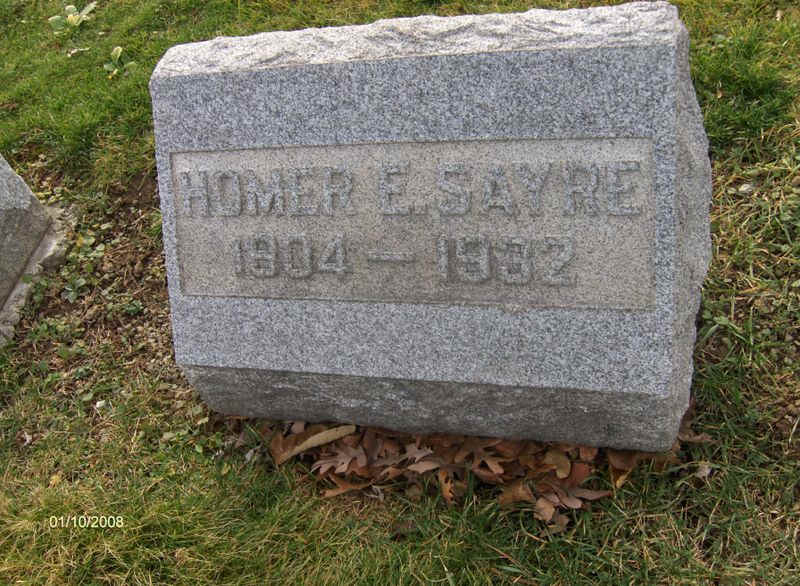 HOMER E. SAYRE
1904 — 1932
01/10/2008